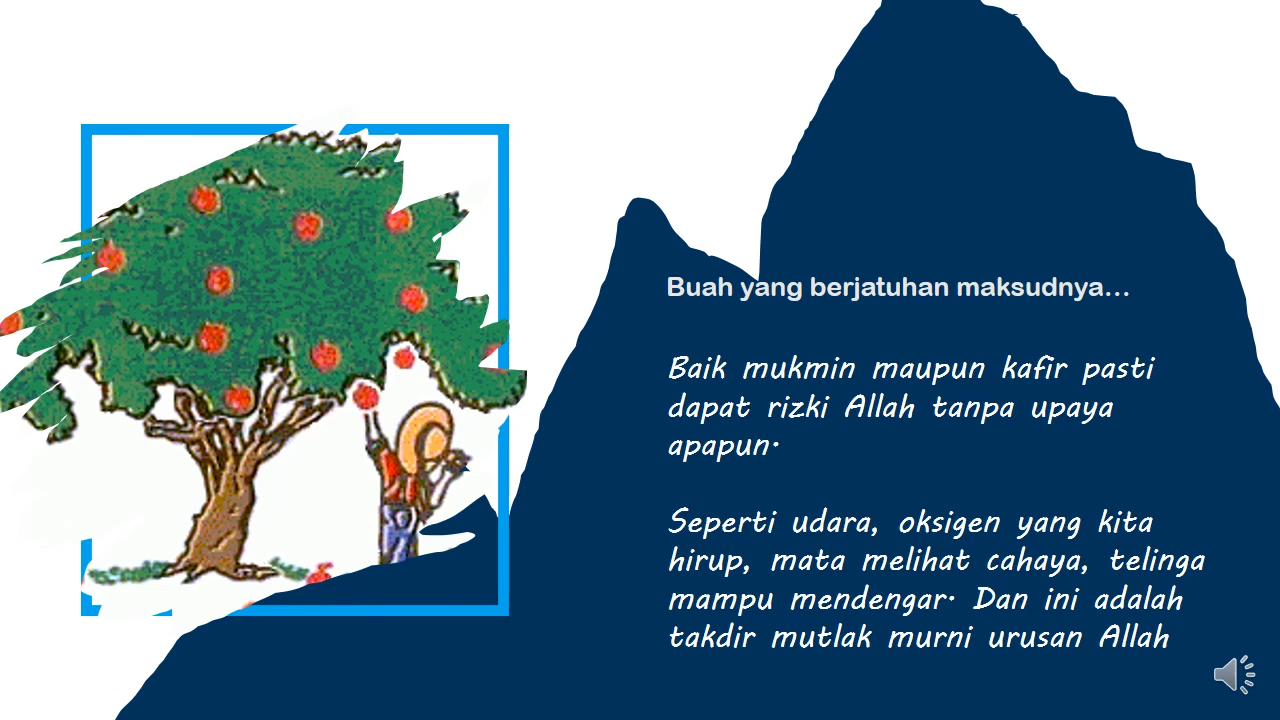 Buah yang berjatuhan maksudnya...
Baik mukmin maupun kafir pasti
dapat rizki Allah tanpa upaya
apapun.
Seperti udara, oksigen yang kita
hirup, mata melihat cahaya, telinga
mampu mendengar. Dan ini adalah
takdir mutlak murni urusan Allah